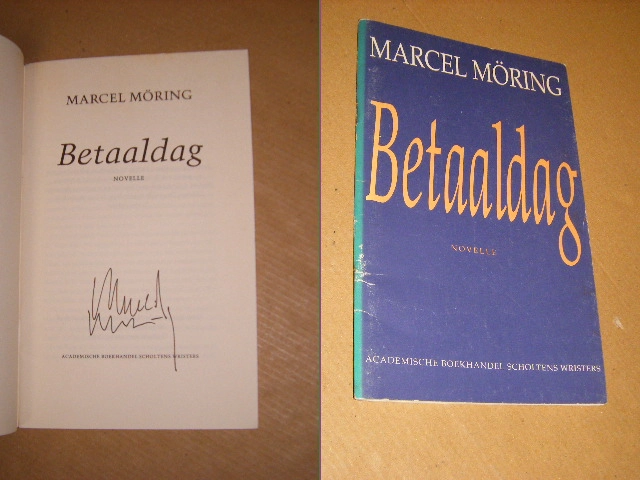 MARCEL MÖRING
Betaaldag
NOVELLE
ACADEMISCHE BOEKHANDEL SCHOLTENS WRISTERS
MARCEL MÖRING
Betaaldag
NOVELLE
ACADEMISCHE BOEKHANDEL SCHOLTENS WRISTERS